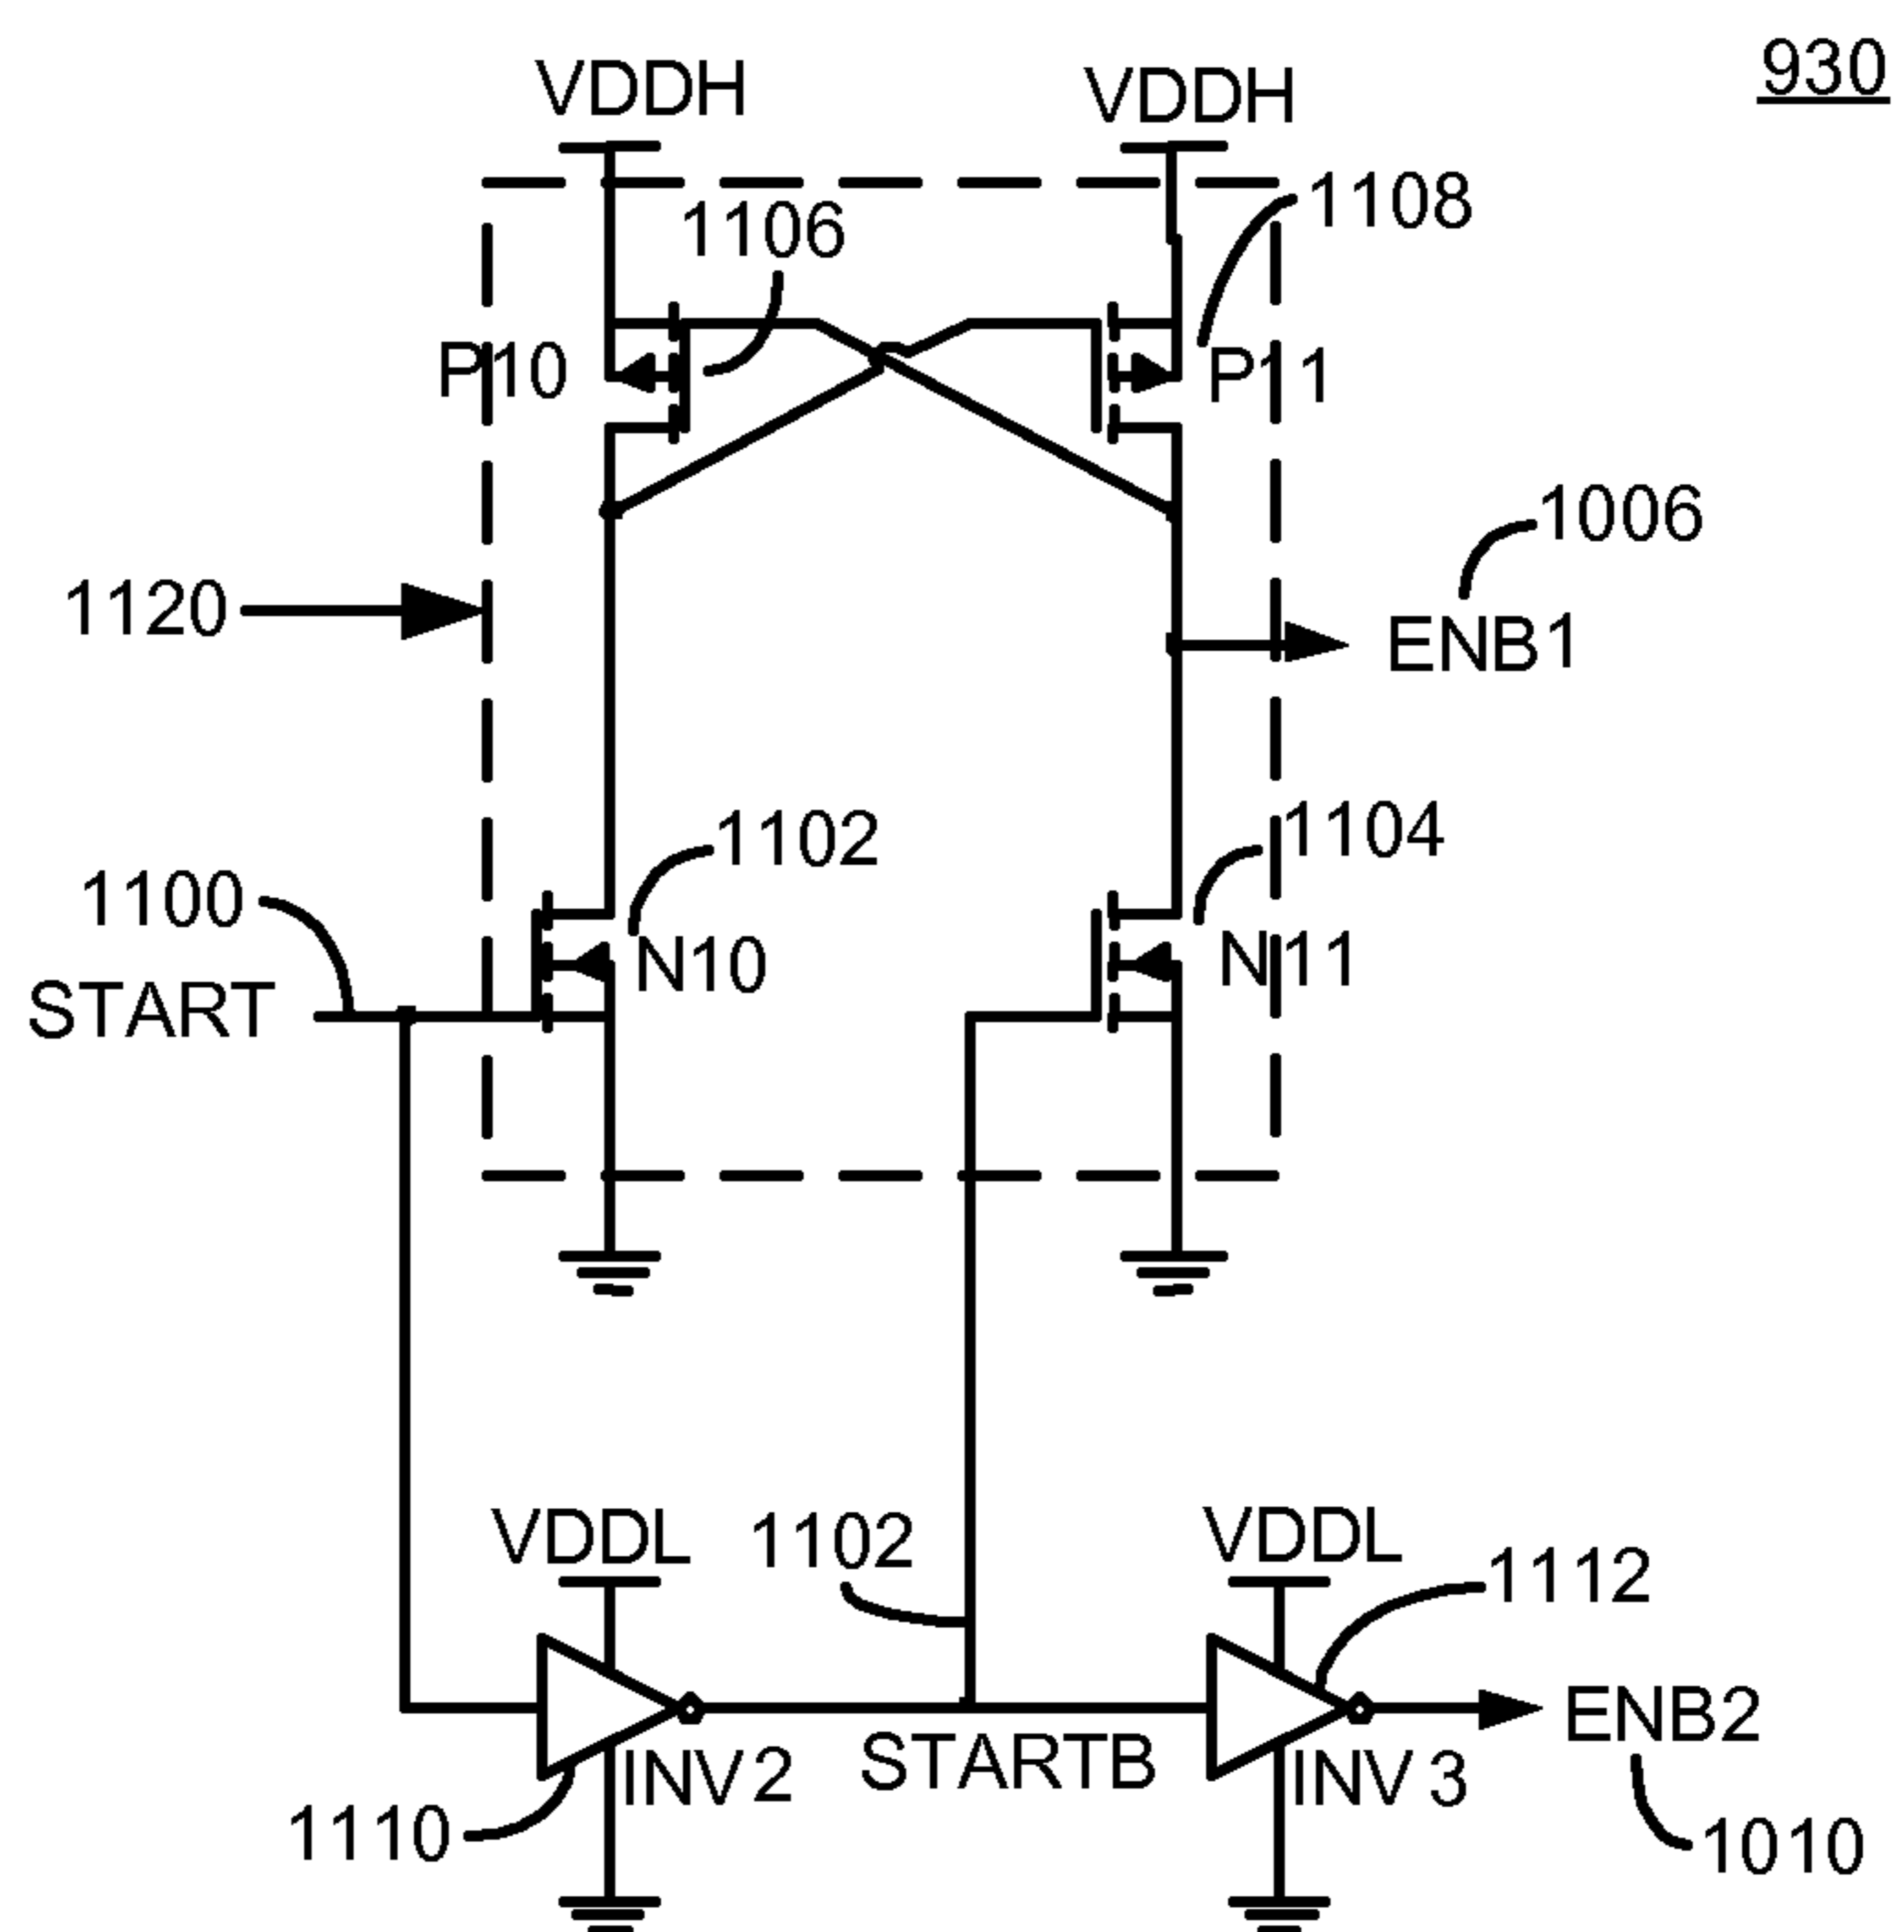 930
VDDH
VDDH
1106
1108
P10
P11
1006
1120
ENB1
1102
1104
1100
N10
N11
START
VDDL
1102
VDDL
1112
ENB2
STARTB
INV2
INV3
1110
1010